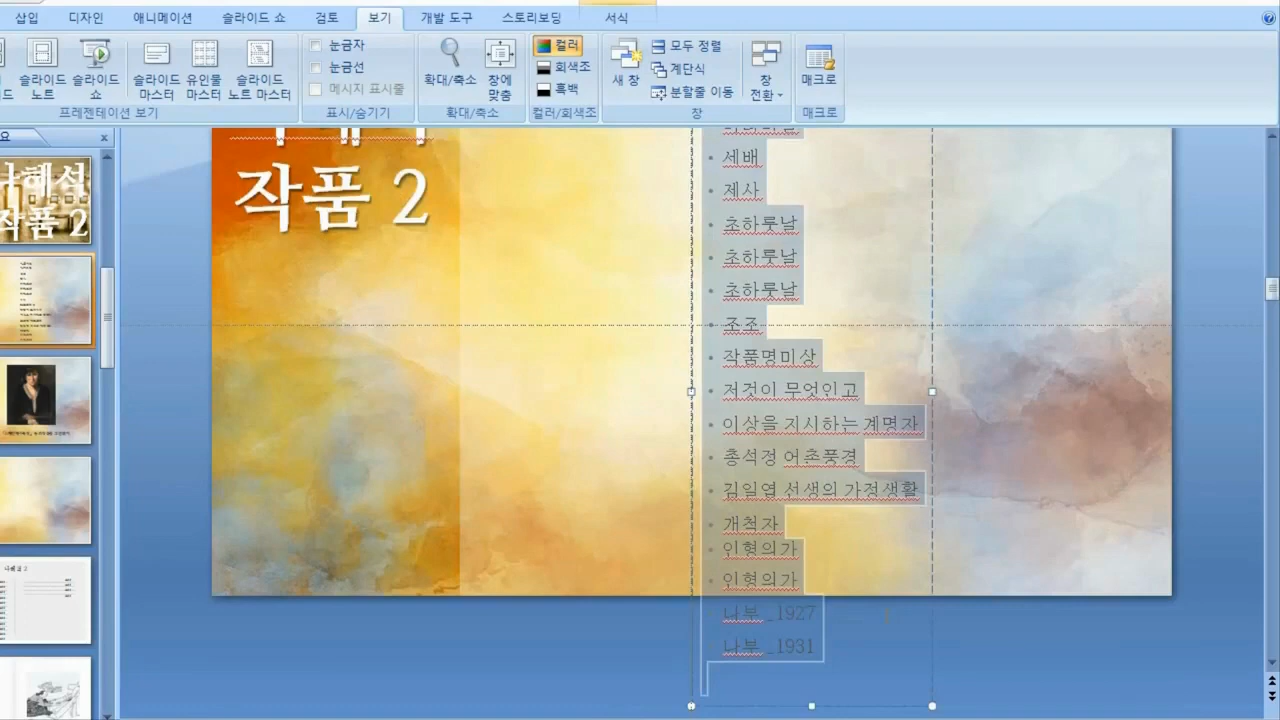 삽입 디자인 애니메이션 슬라이드 쇼 검토 보기 개발 도구 스토리보딩 서식
슬라이드 노트
슬라이드 쇼
슬라이드 마스터
유인물 마스터
슬라이드 노트 마스터
프레젠테이션 보기
눈금자
눈금선
메시지 표시줄
표시/숨기기
확대/축소
창에 맞춤
확대/축소
컬러
회색조
흑백
컬러/회색조
새 창
모두 정렬
계단식
분할줄 이동
창 전환
창
매크로
매크로
요
나혜석
작품 2
작품 2
세배
제사
초하룻날
초하룻날
초하룻날
조조
작품명미상
저것이 무엇인고
이상을 지시하는 계명자
총석정 어촌풍경
김일엽 선생의 가정생활
개척자
인형의가
인형의가
나부 _1927
나부 _1931